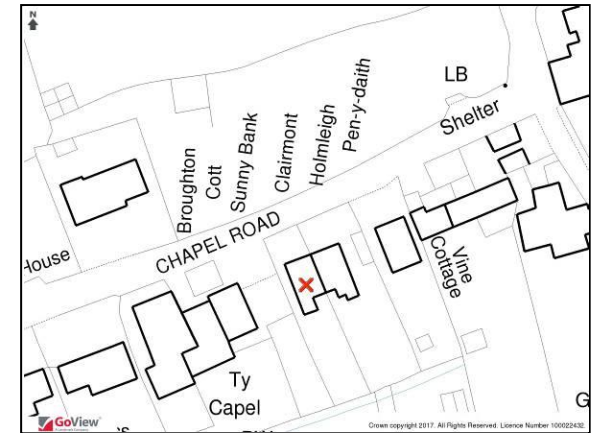 N
LB
Shelter
Broughton
Cott
Sunny Bank
Clairmont
Holmleigh
Pen-y-daith
CHAPEL ROAD
House
Vine
Cottage
Ty
Capel
G
GoView
Crown copyright 2017. All Rights Reserved. Licence Number 100022432.